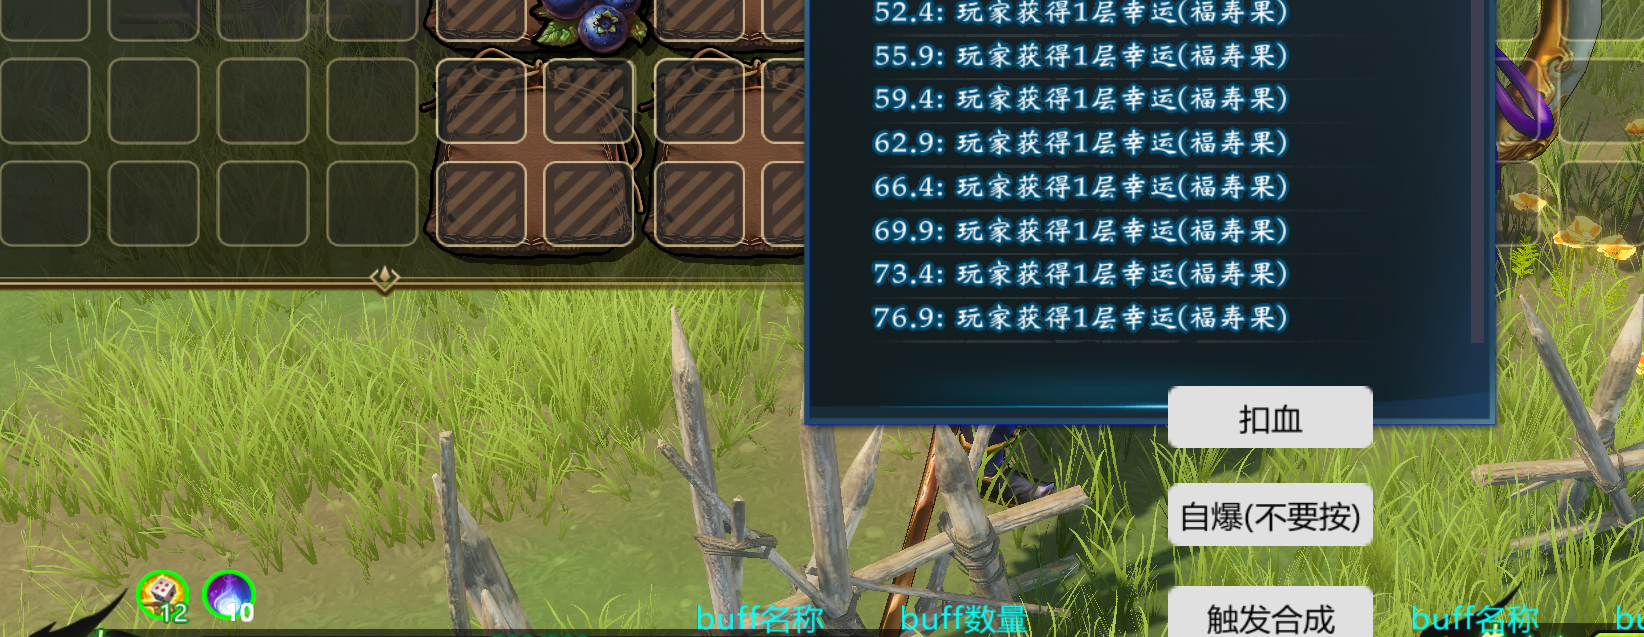 52.4: 玩家获得1层幸运(福寿果)
55.9: 玩家获得1层幸运(福寿果)
59.4: 玩家获得1层幸运(福寿果)
62.9: 玩家获得1层幸运(福寿果)
66.4: 玩家获得1层幸运(福寿果)
69.9: 玩家获得1层幸运(福寿果)
73.4: 玩家获得1层幸运(福寿果)
76.9: 玩家获得1层幸运(福寿果)
扣血
自爆(不要按)
12 10
buff名称 buff数量 触发合成 buff名称